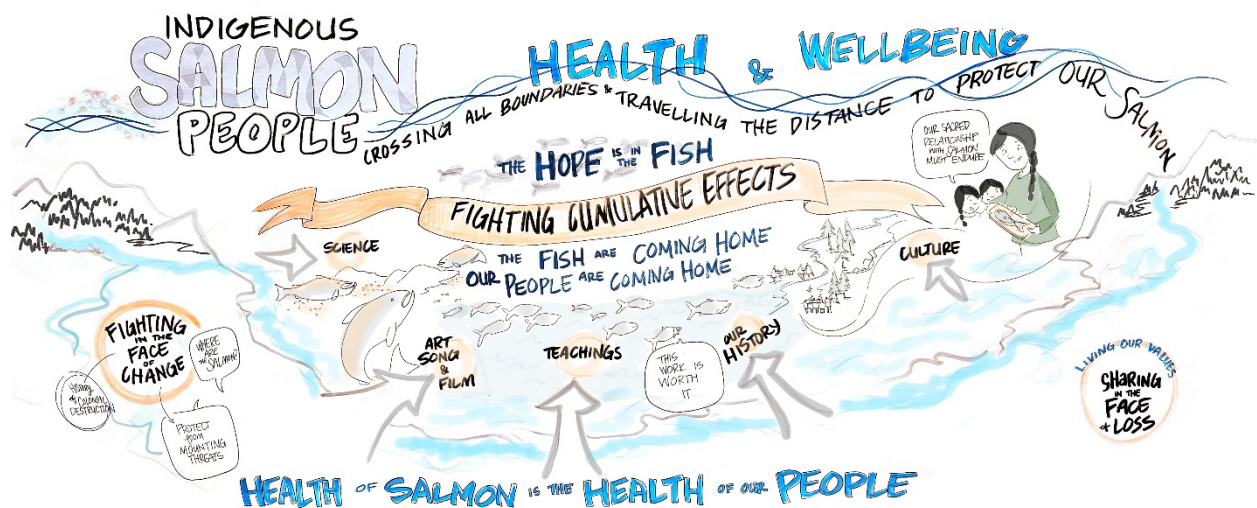 INDIGENOUS
SALMON
PEOPLE
HEALTH & WELLBEING
CROSSING ALL BOUNDARIES & TRAVELLING THE DISTANCE TO PROTECT OUR SALMON
THE HOPE IS IN THE FISH
FIGHTING CUMULATIVE EFFECTS
THE FISH ARE COMING HOME
OUR PEOPLE ARE COMING HOME
OUR SACRED
RELATIONSHIP
WITH SALMON
MUST ENDURE
SCIENCE
CULTURE
FIGHTING
IN THE
FACE
OF
CHANGE
WHERE
ARE
THE SALMON?
HISTORY
of COLONIAL
DESTRUCTION
PROTECT
from
MOUNTING
THREATS
ART
SONG
&
FILM
TEACHINGS
THIS
WORK IS
WORTH
IT
OUR
HISTORY
LIVING OUR VALUES
SHARING
IN THE
FACE
of LOSS
HEALTH OF SALMON IS THE HEALTH OF OUR PEOPLE